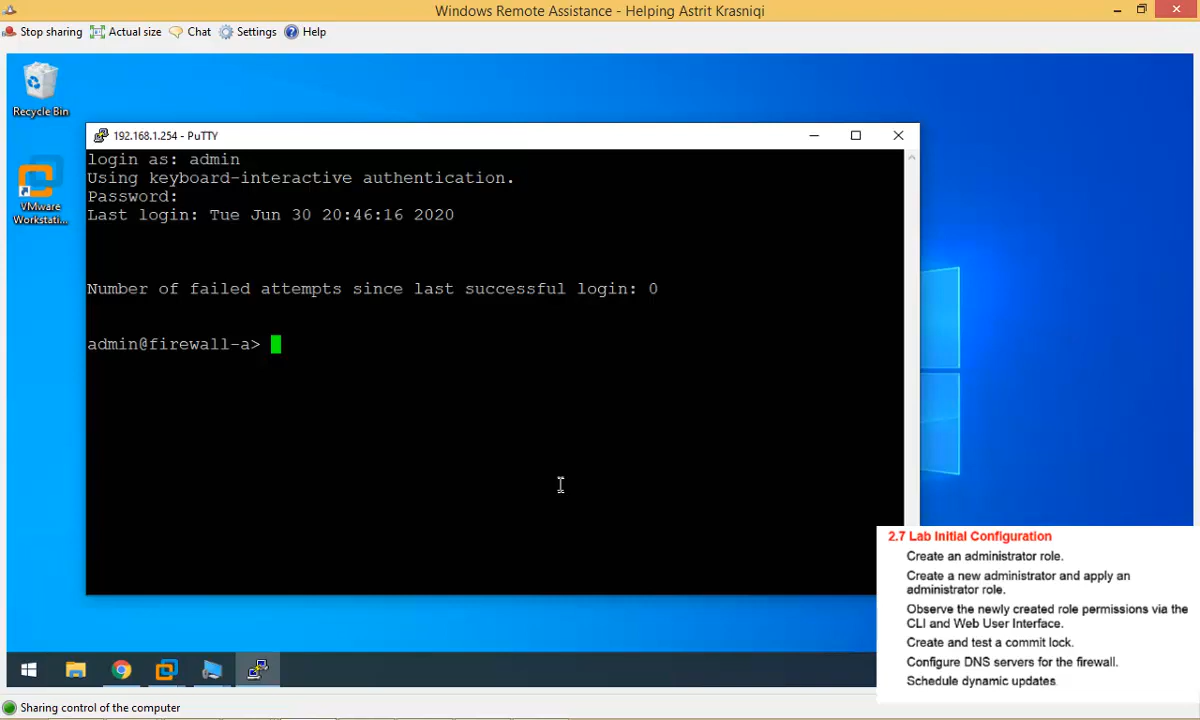 Windows Remote Assistance - Helping Astrit Krasniqi
Stop sharing Actual size Chat Settings Help
Recycle Bin
VMware
Workstati...
192.168.1.254 - PuTTY
login as: admin
Using keyboard-interactive authentication.
Password:
Last login: Tue Jun 30 20:46:16 2020
Number of failed attempts since last successful login: 0
admin@firewall-a>
2.7 Lab Initial Configuration
Create an administrator role.
Create a new administrator and apply an
administrator role.
Observe the newly created role permissions via the
CLI and Web User Interface.
Create and test a commit lock.
Configure DNS servers for the firewall.
Schedule dynamic updates
Sharing control of the computer